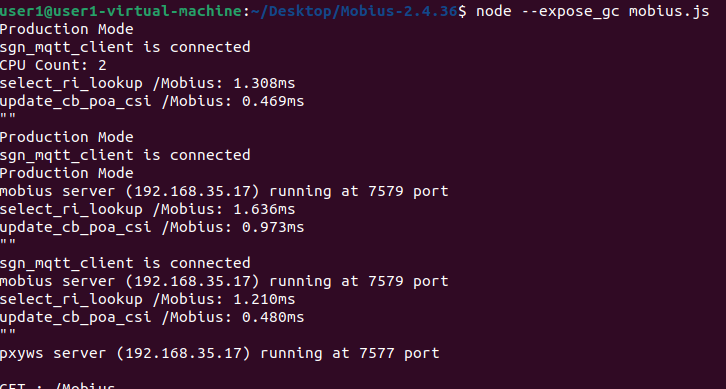 user1@user1-virtual-machine:~/Desktop/Mobius-2.4.36$ node --expose_gc mobius.js
Production Mode
sgn_mqtt_client is connected
CPU Count: 2
select_ri_lookup /Mobius: 1.308ms
update_cb_poa_csi /Mobius: 0.469ms
""
Production Mode
sgn_mqtt_client is connected
Production Mode
mobius server (192.168.35.17) running at 7579 port
select_ri_lookup /Mobius: 1.636ms
update_cb_poa_csi /Mobius: 0.973ms
""
sgn_mqtt_client is connected
mobius server (192.168.35.17) running at 7579 port
select_ri_lookup /Mobius: 1.210ms
update_cb_poa_csi /Mobius: 0.480ms
""
pxyws server (192.168.35.17) running at 7577 port
GET : /Mobius